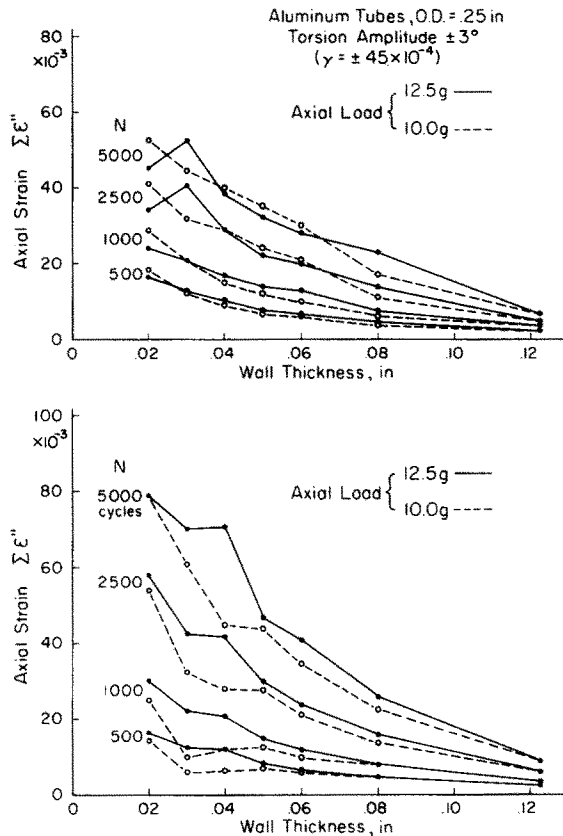 Aluminum Tubes, O.D. = .25 in
Torsion Amplitude ± 3°
(γ = ± 45×10⁻⁴)
80
×10⁻³
60
40
20
0
Axial Strain Σε"
N
5000
2500
1000
500
Axial Load { 12.5g
10.0g
0 .02 .04 .06 .08 .10 .12
Wall Thickness, in
100
×10⁻³
80
60
40
20
0
Axial Strain Σε"
N
5000
cycles
2500
1000
500
Axial Load { 12.5g
10.0g
0 .02 .04 .06 .08 .10 .12
Wall Thickness, in